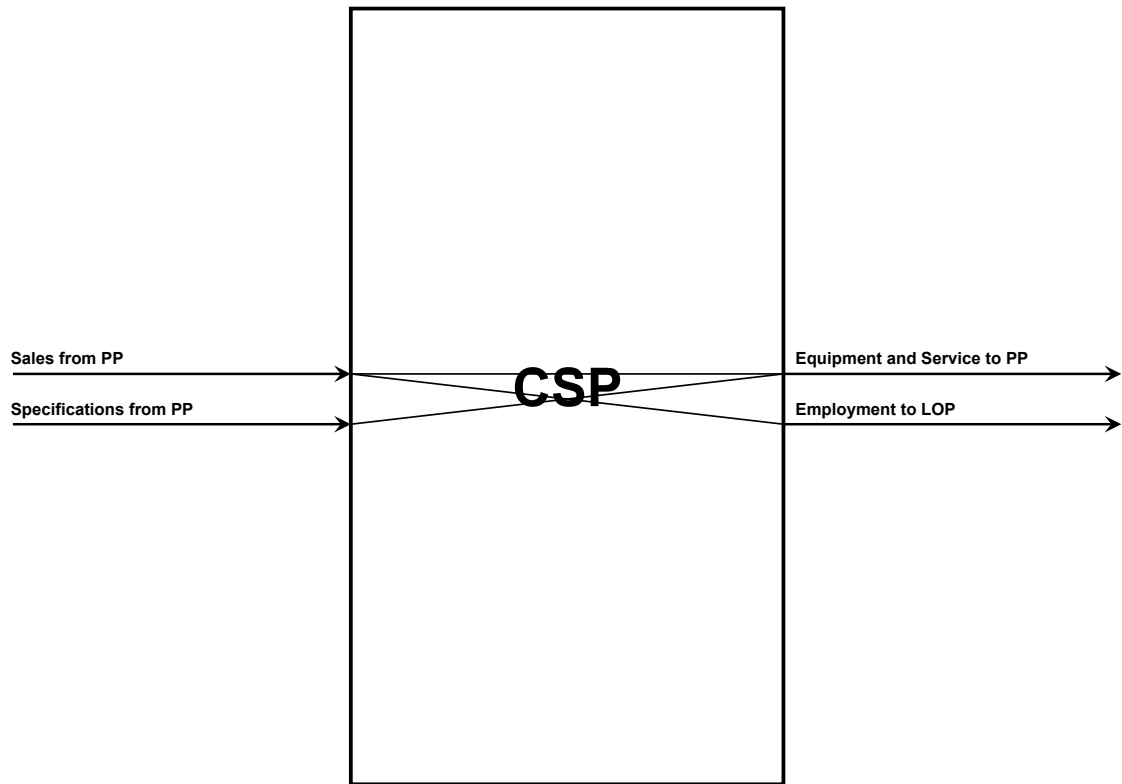 Sales from PP
Specifications from PP
CSP
Equipment and Service to PP
Employment to LOP